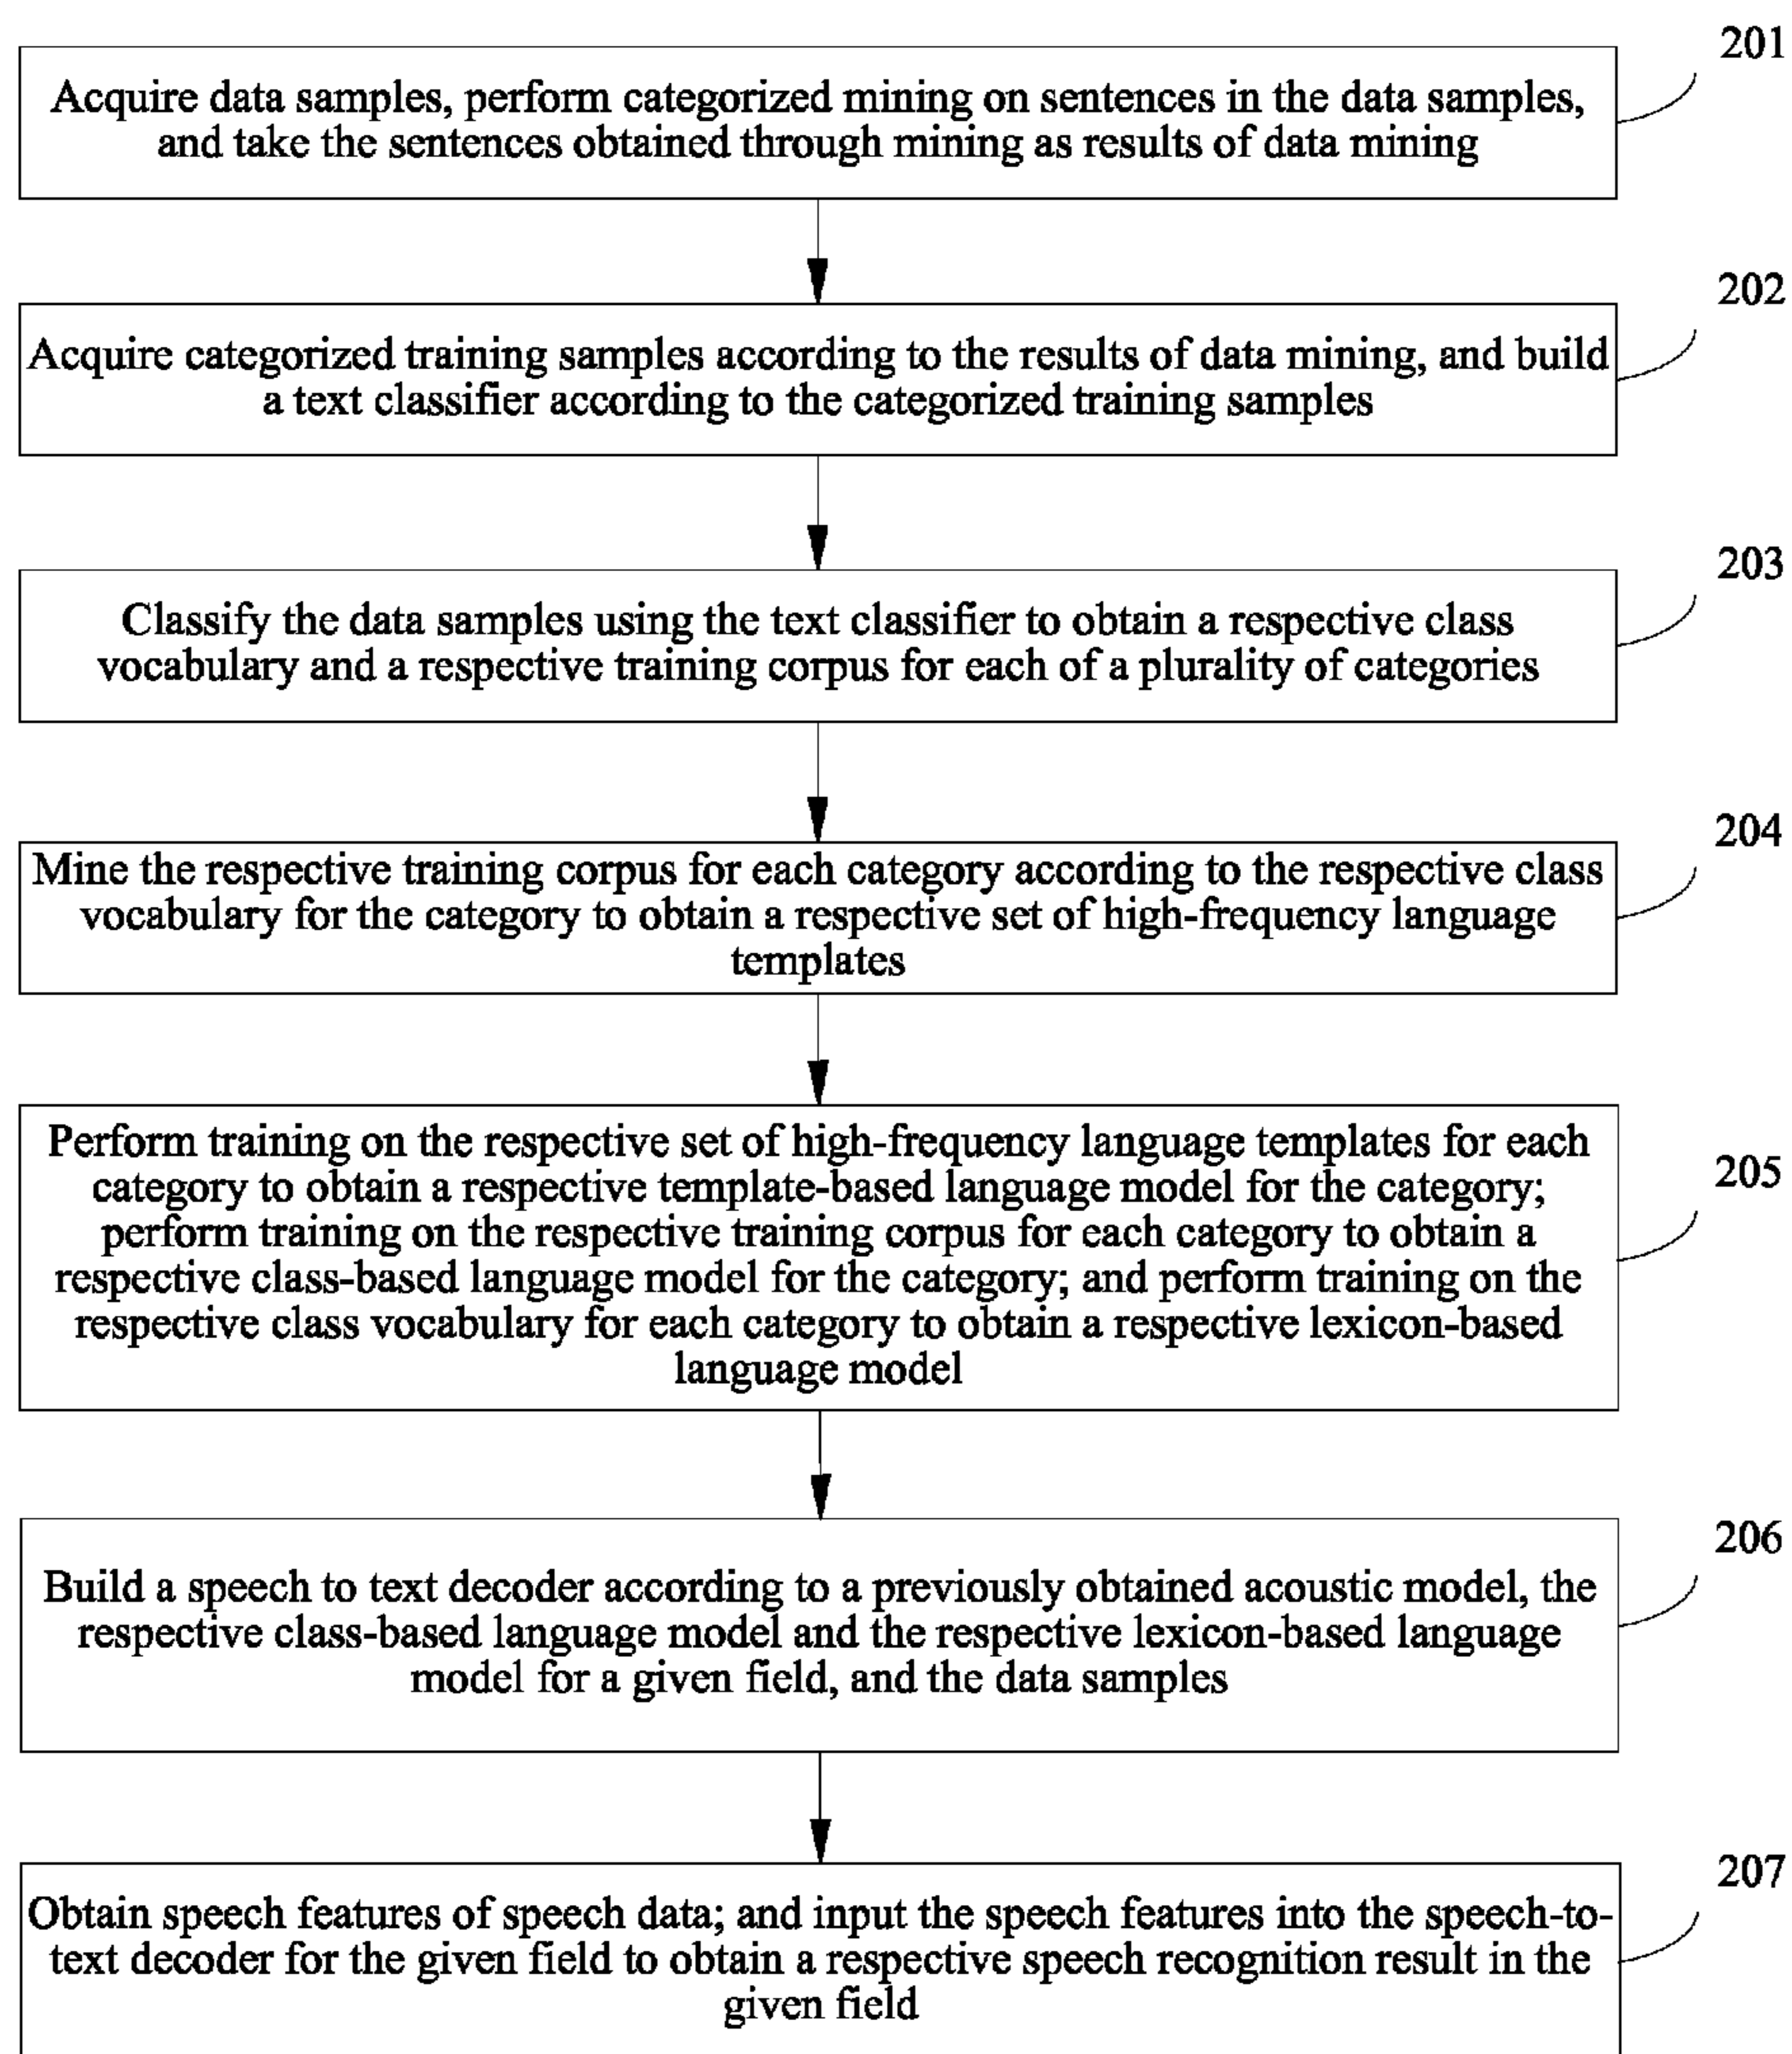 201
Acquire data samples, perform categorized mining on sentences in the data samples,
and take the sentences obtained through mining as results of data mining
202
Acquire categorized training samples according to the results of data mining, and build
a text classifier according to the categorized training samples
203
Classify the data samples using the text classifier to obtain a respective class
vocabulary and a respective training corpus for each of a plurality of categories
204
Mine the respective training corpus for each category according to the respective class
vocabulary for the category to obtain a respective set of high-frequency language
templates
205
Perform training on the respective set of high-frequency language templates for each
category to obtain a respective template-based language model for the category;
perform training on the respective training corpus for each category to obtain a
respective class-based language model for the category; and perform training on the
respective class vocabulary for each category to obtain a respective lexicon-based
language model
206
Build a speech to text decoder according to a previously obtained acoustic model, the
respective class-based language model and the respective lexicon-based language
model for a given field, and the data samples
207
Obtain speech features of speech data; and input the speech features into the speech-to-
text decoder for the given field to obtain a respective speech recognition result in the
given field